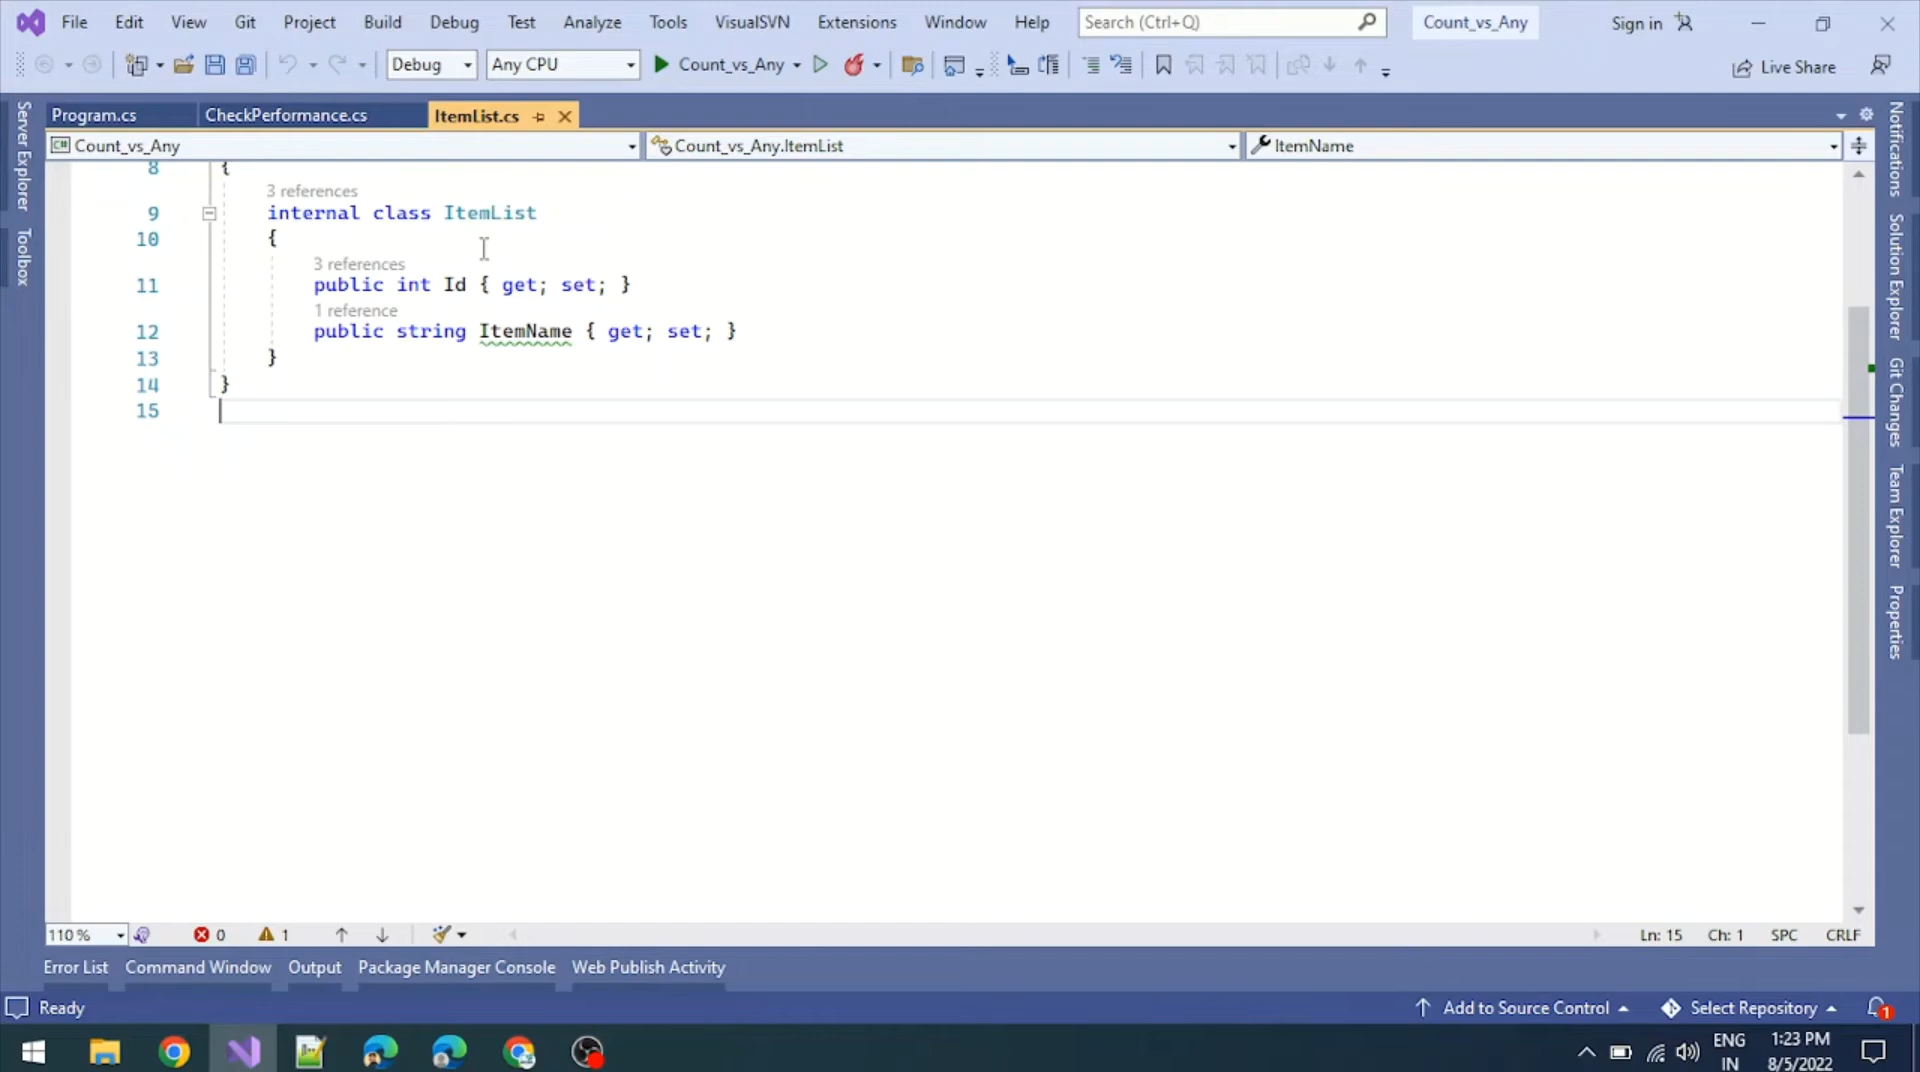 File Edit View Git Project Build Debug Test Analyze Tools VisualSVN Extensions Window Help Search (Ctrl+Q) Count_vs_Any Sign in
Debug Any CPU Count_vs_Any Live Share
Program.cs CheckPerformance.cs ItemList.cs
C# Count_vs_Any Count_vs_Any.ItemList ItemName
8 {
3 references
9 internal class ItemList
10 {
3 references
11 public int Id { get; set; }
1 reference
12 public string ItemName { get; set; }
13 }
14 }
15
Server Explorer
Toolbox
Notifications
Solution Explorer
Git Changes
Team Explorer
Properties
110 % 0 1 Ln: 15 Ch: 1 SPC CRLF
Error List Command Window Output Package Manager Console Web Publish Activity
Ready Add to Source Control Select Repository 1
ENG 1:23 PM
IN 8/5/2022